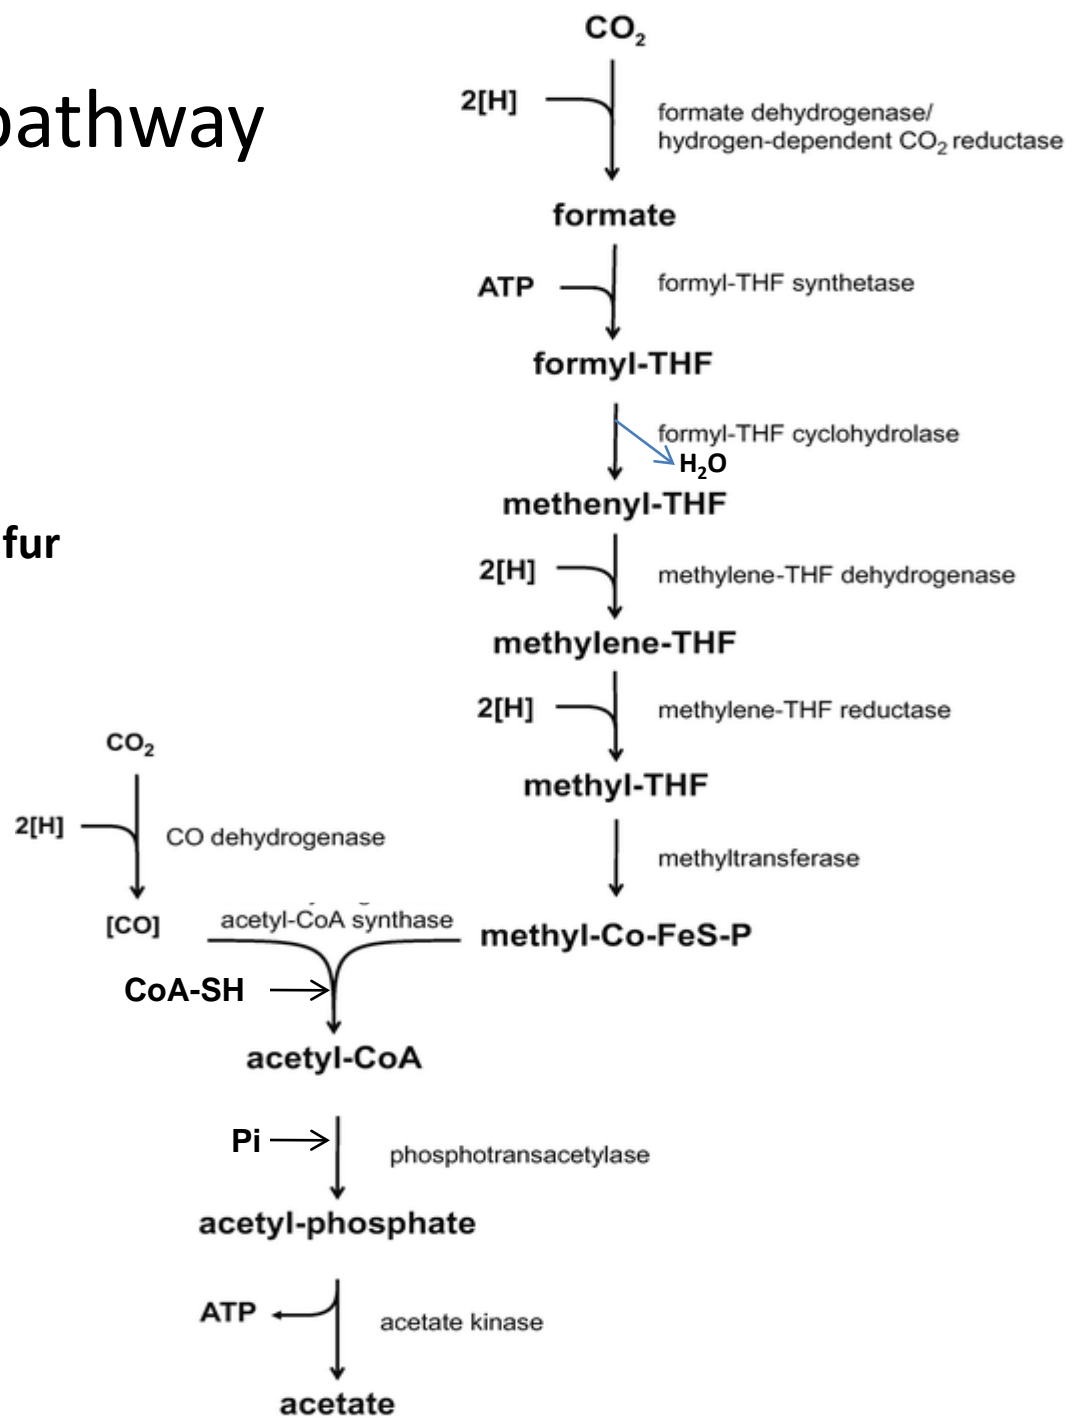 CO₂
pathway
2[H]
formate dehydrogenase/
hydrogen-dependent CO₂ reductase
formate
ATP
formyl-THF synthetase
formyl-THF
formyl-THF cyclohydrolase
H₂O
methenyl-THF
fur
2[H]
methylene-THF dehydrogenase
methylene-THF
2[H]
methylene-THF reductase
CO₂
methyl-THF
2[H]
CO dehydrogenase
methyltransferase
[CO]
acetyl-CoA synthase
methyl-Co-FeS-P
CoA-SH
acetyl-CoA
Pi
phosphotransacetylase
acetyl-phosphate
ATP
acetate kinase
acetate